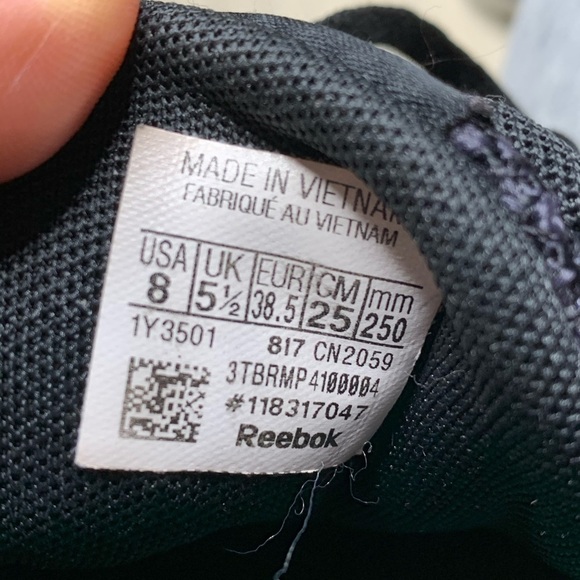 MADE IN VIETNAM
FABRIQUÉ AU VIETNAM
USA UK EUR CM mm
8 5½ 38.5 25 250
1Y3501 817 CN2059
3TBRMP4100004
#118317047
Reebok